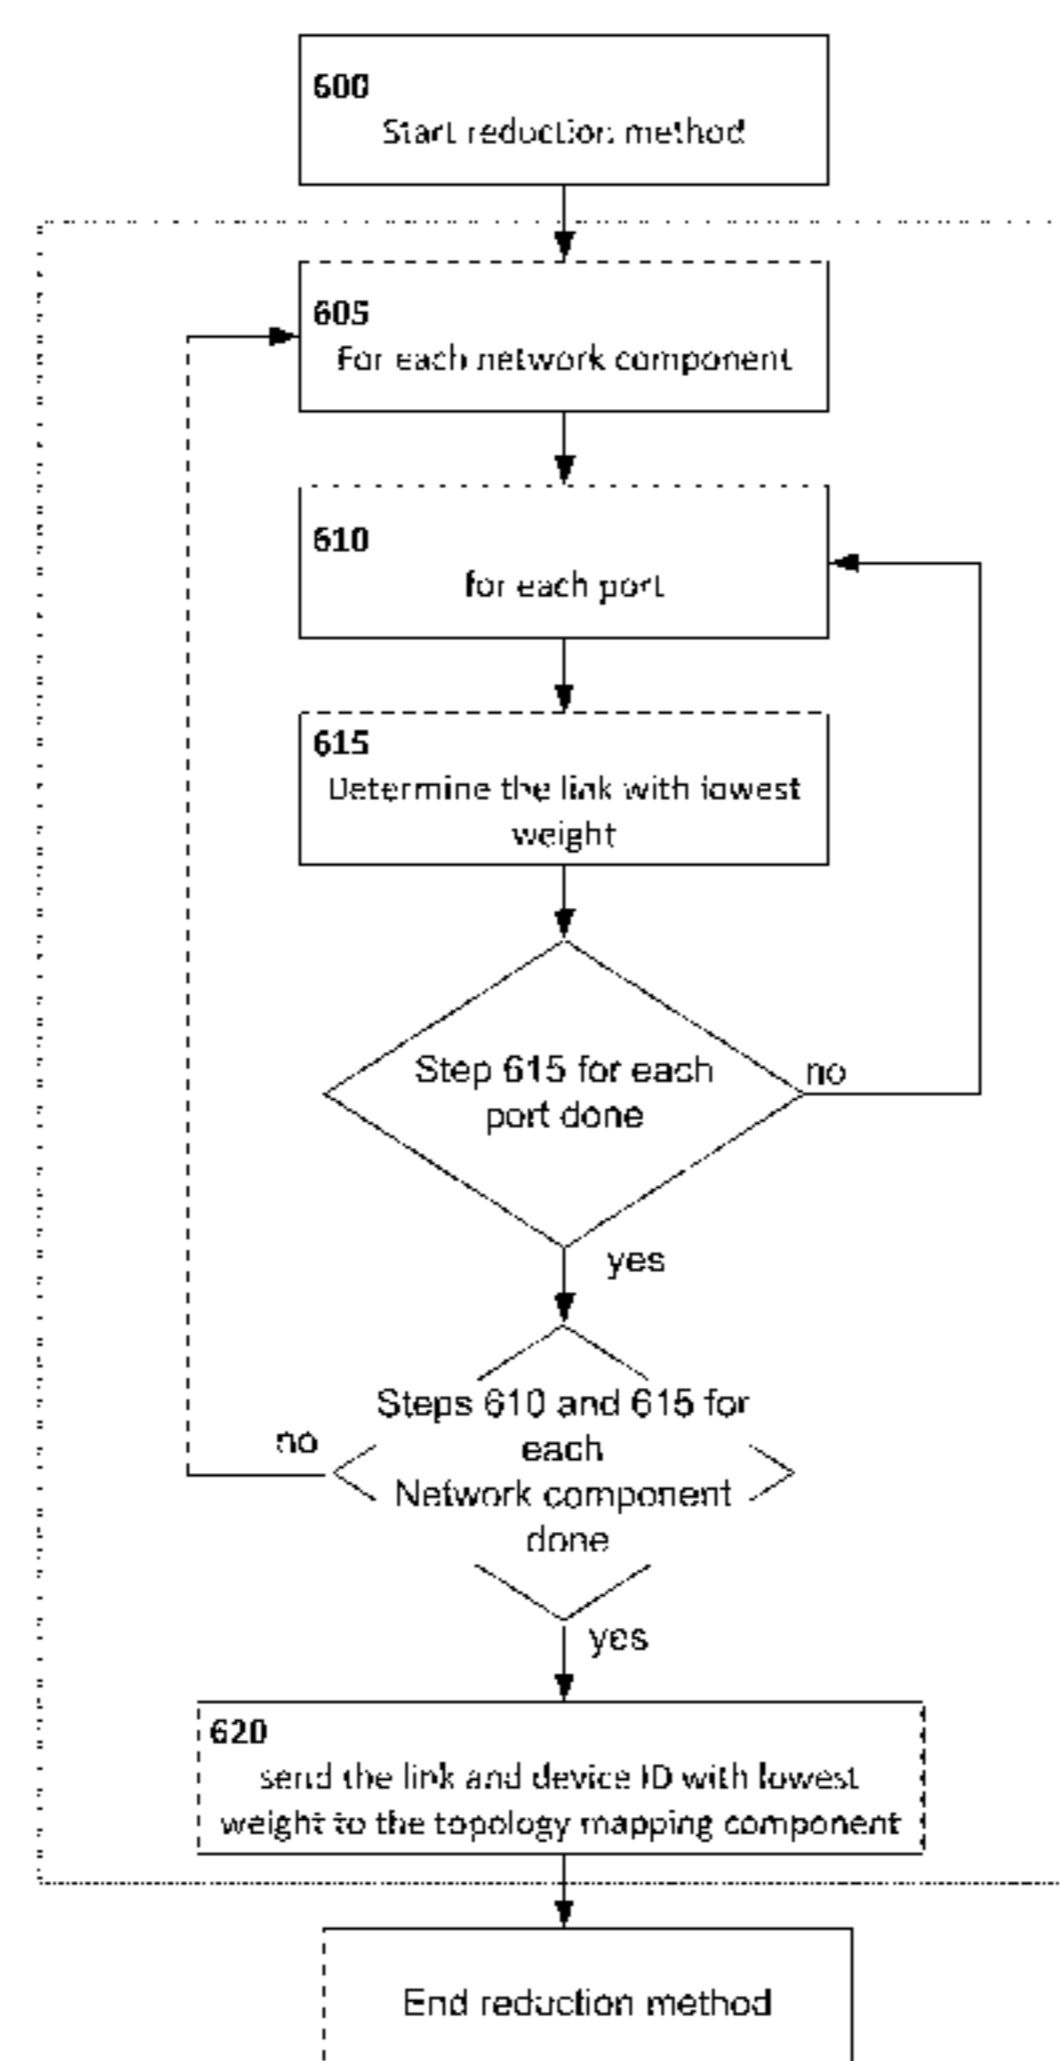 600
Start reduction method
605
For each network component
610
for each port
615
Determine the link with lowest
weight
Step 615 for each
port done
no
yes
Steps 610 and 615 for
each
Network component
done
no
yes
620
send the link and device ID with lowest
weight to the topology mapping component
End reduction method